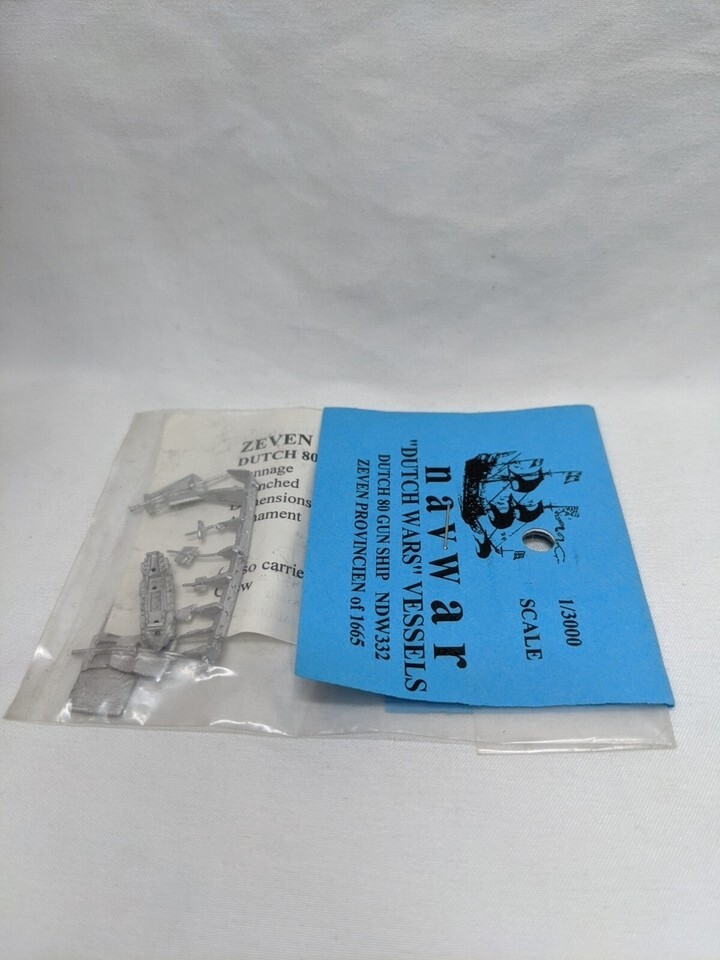 navwar
"DUTCH WARS" VESSELS
DUTCH 80 GUN SHIP NDW332
ZEVEN PROVINCIEN of 1665
1/3000
SCALE
ZEVEN
DUTCH 80
nnage
nched
ensions
ament
so carrie